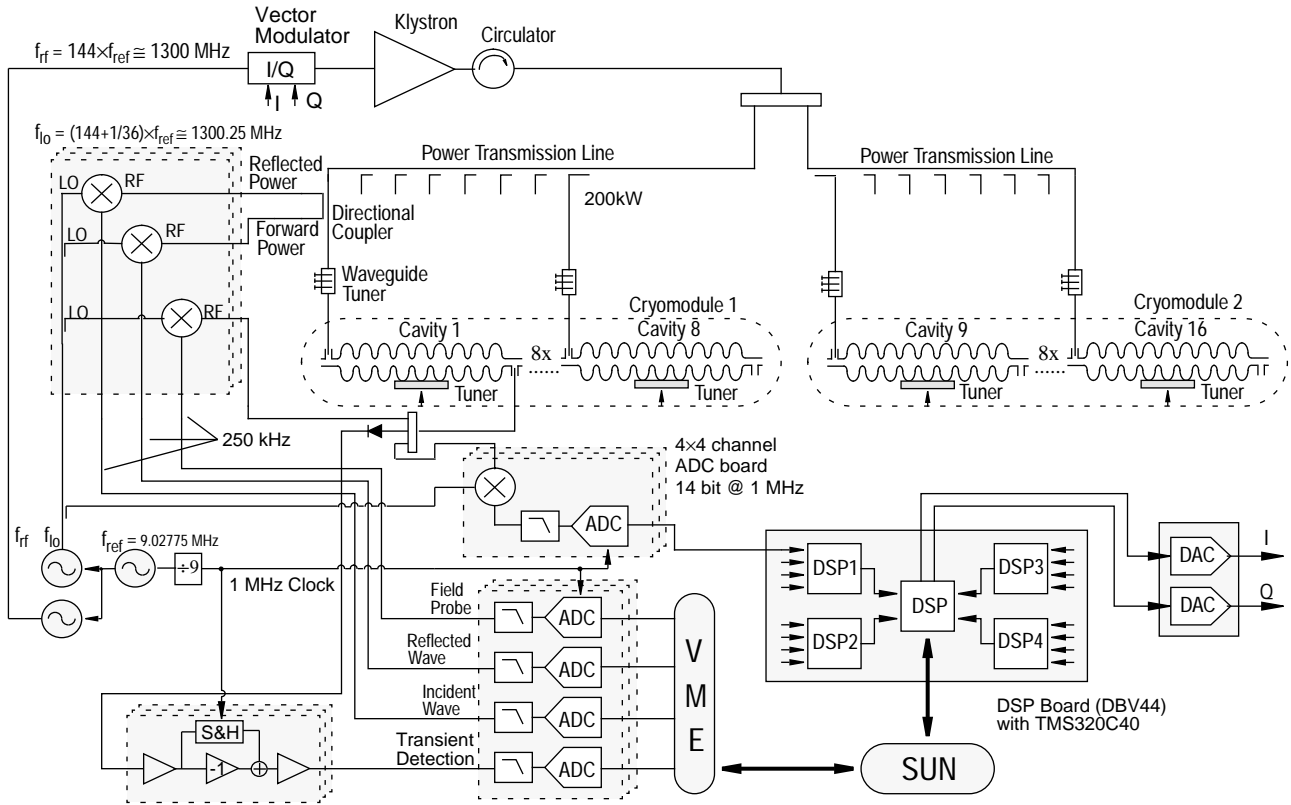 Vector
Modulator
Klystron
Circulator
f_rf = 144×f_ref ≅ 1300 MHz
I/Q
I
Q
f_lo = (144+1/36)×f_ref ≅ 1300.25 MHz
Reflected
Power
LO
RF
Power Transmission Line
Power Transmission Line
200kW
Directional
Coupler
LO
RF
Forward
Power
Waveguide
Tuner
LO
RF
Cryomodule 1
Cryomodule 2
Cavity 1
Cavity 8
Cavity 9
Cavity 16
8x
8x
Tuner
Tuner
Tuner
Tuner
250 kHz
4×4 channel
ADC board
14 bit @ 1 MHz
ADC
f_rf
f_lo
f_ref = 9.02775 MHz
÷9
1 MHz Clock
DSP1
DSP3
DSP
DSP2
DSP4
DAC
I
DAC
Q
Field
Probe
ADC
Reflected
Wave
ADC
Incident
Wave
ADC
Transient
Detection
ADC
V
M
E
S&H
-1
DSP Board (DBV44)
with TMS320C40
SUN